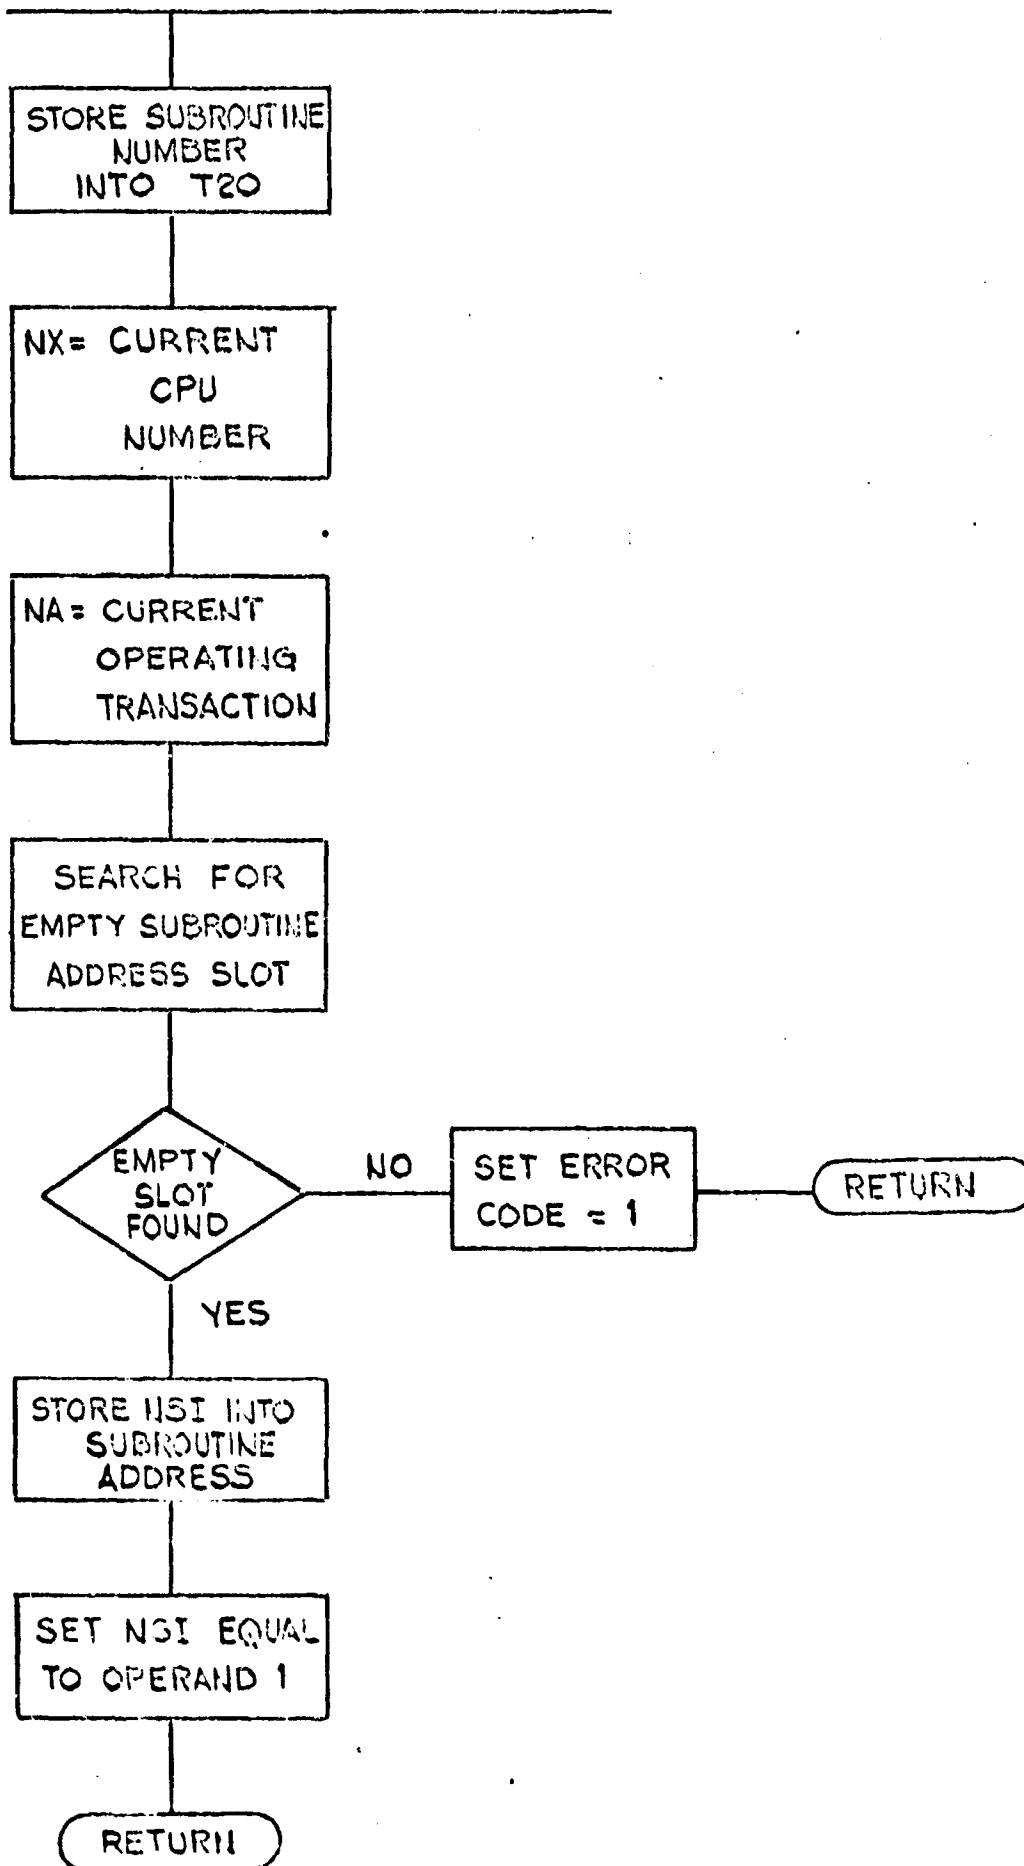 STORE SUBROUTINE
NUMBER
INTO T20
NX= CURRENT
CPU
NUMBER
NA= CURRENT
OPERATING
TRANSACTION
SEARCH FOR
EMPTY SUBROUTINE
ADDRESS SLOT
EMPTY
SLOT
FOUND
NO
SET ERROR
CODE = 1
RETURN
YES
STORE NSI INTO
SUBROUTINE
ADDRESS
SET NSI EQUAL
TO OPERAND 1
RETURN